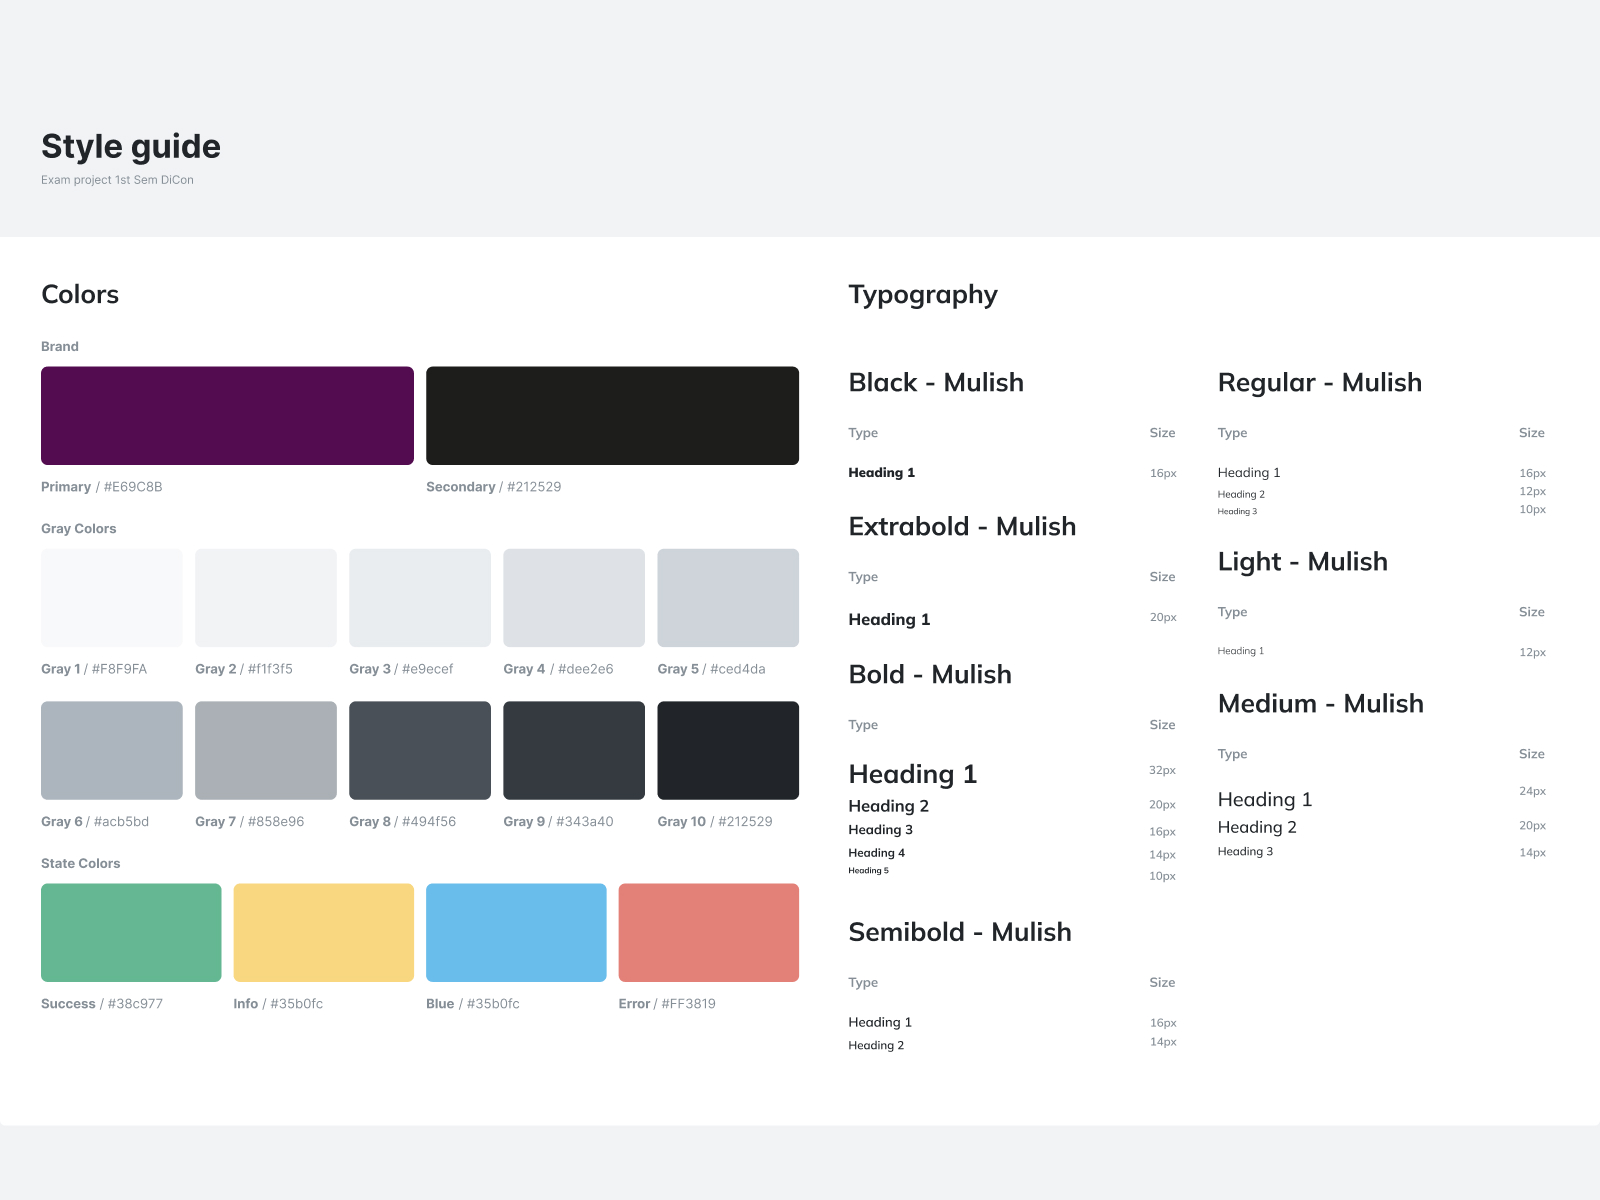 Style guide
Exam project 1st Sem DiCon
Colors
Brand
Primary / #E69C8B
Secondary / #212529
Gray Colors
Gray 1 / #F8F9FA
Gray 2 / #f1f3f5
Gray 3 / #e9ecef
Gray 4 / #dee2e6
Gray 5 / #ced4da
Gray 6 / #acb5bd
Gray 7 / #858e96
Gray 8 / #494f56
Gray 9 / #343a40
Gray 10 / #212529
State Colors
Success / #38c977
Info / #35b0fc
Blue / #35b0fc
Error / #FF3819
Typography
Black - Mulish
Type Size
Heading 1 16px
Extrabold - Mulish
Type Size
Heading 1 20px
Bold - Mulish
Type Size
Heading 1 32px
Heading 2 20px
Heading 3 16px
Heading 4 14px
Heading 5 10px
Semibold - Mulish
Type Size
Heading 1 16px
Heading 2 14px
Regular - Mulish
Type Size
Heading 1 16px
Heading 2 12px
Heading 3 10px
Light - Mulish
Type Size
Heading 1 12px
Medium - Mulish
Type Size
Heading 1 24px
Heading 2 20px
Heading 3 14px